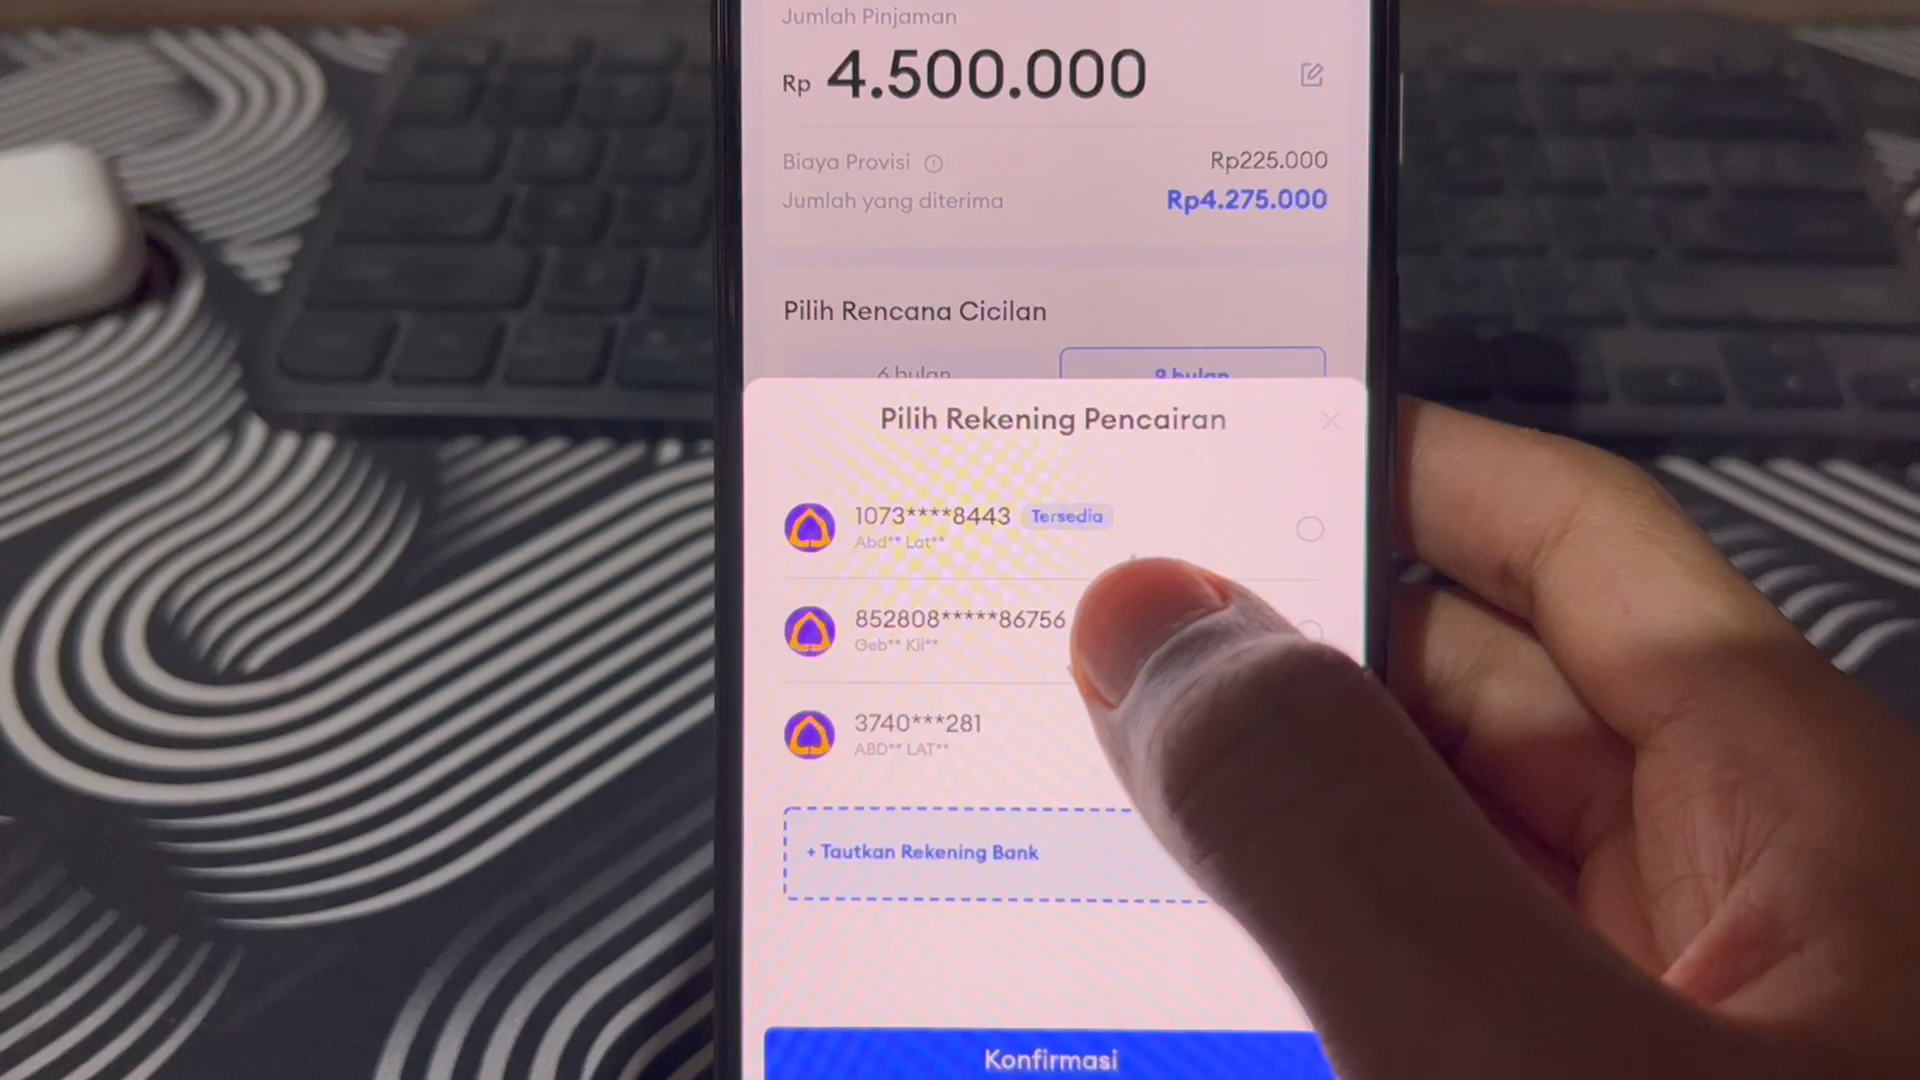 Jumlah Pinjaman
Rp 4.500.000
Biaya Provisi Rp225.000
Jumlah yang diterima Rp4.275.000
Pilih Rencana Cicilan
6 bulan 9 bulan
Pilih Rekening Pencairan
1073****8443 Tersedia
Abd** Lat**
852808*****86756
Geb** Kli**
3740***281
ABD** LAT**
+ Tautkan Rekening Bank
Konfirmasi